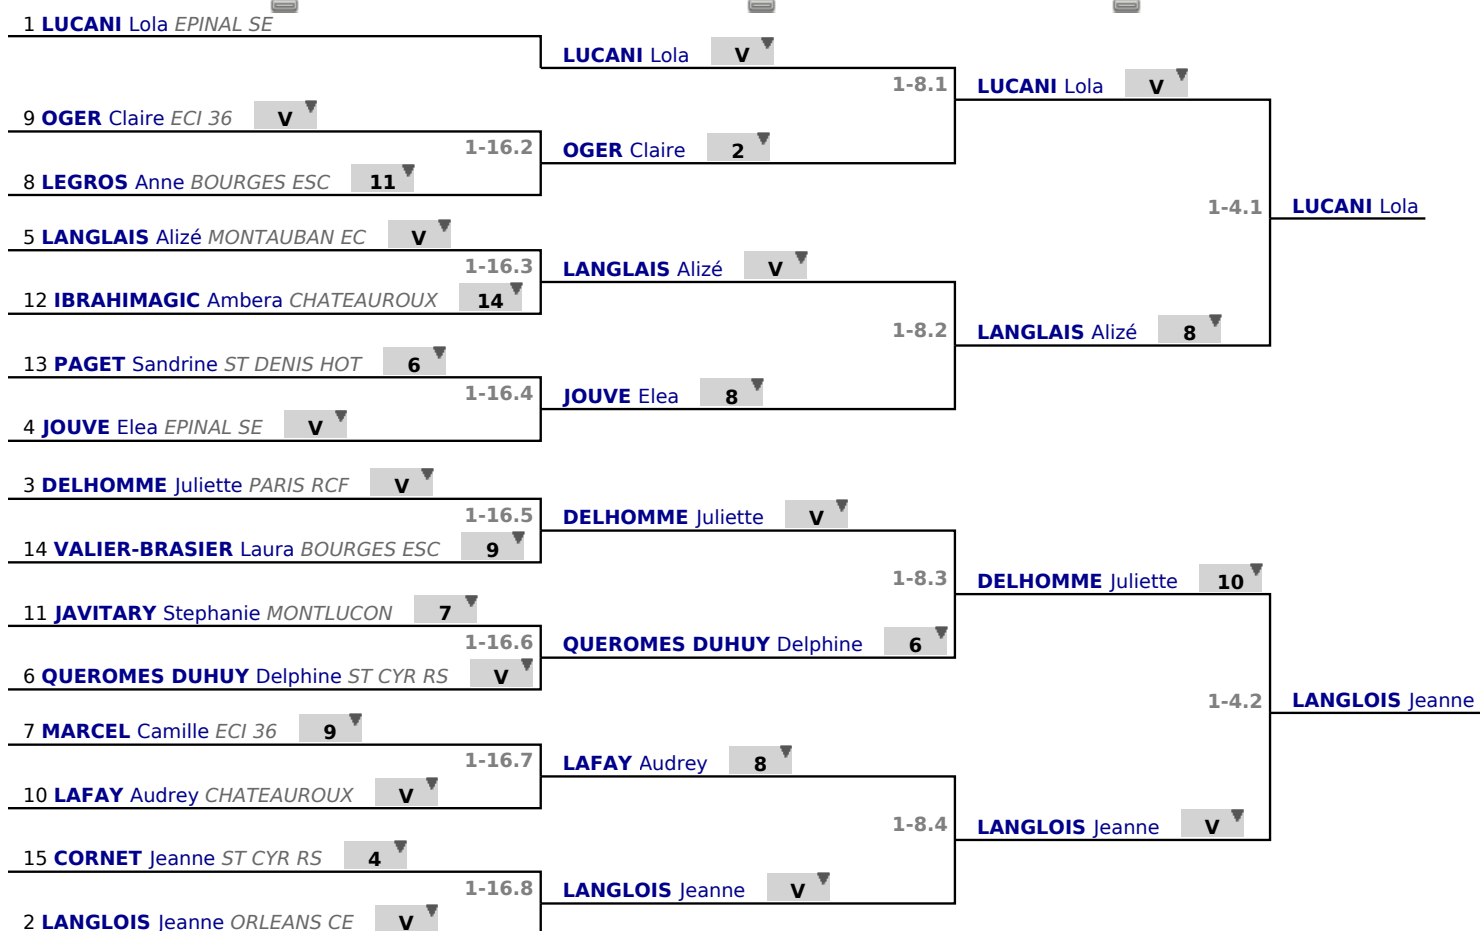 1 LUCANI Lola EPINAL SE
LUCANI Lola V
1-8.1
LUCANI Lola V
9 OGER Claire ECI 36 V
1-16.2
OGER Claire 2
8 LEGROS Anne BOURGES ESC 11
1-4.1
LUCANI Lola
5 LANGLAIS Alizé MONTAUBAN EC V
1-16.3
LANGLAIS Alizé V
12 IBRAHIMAGIC Ambera CHATEAUROUX 14
1-8.2
LANGLAIS Alizé 8
13 PAGET Sandrine ST DENIS HOT 6
1-16.4
JOUVE Elea 8
4 JOUVE Elea EPINAL SE V
3 DELHOMME Juliette PARIS RCF V
1-16.5
DELHOMME Juliette V
14 VALIER-BRASIER Laura BOURGES ESC 9
1-8.3
DELHOMME Juliette 10
11 JAVITARY Stephanie MONTLUCON 7
1-16.6
QUEROMES DUHUY Delphine 6
6 QUEROMES DUHUY Delphine ST CYR RS V
1-4.2
LANGLOIS Jeanne
7 MARCEL Camille ECI 36 9
1-16.7
LAFAY Audrey 8
10 LAFAY Audrey CHATEAUROUX V
1-8.4
LANGLOIS Jeanne V
15 CORNET Jeanne ST CYR RS 4
1-16.8
LANGLOIS Jeanne V
2 LANGLOIS Jeanne ORLEANS CE V